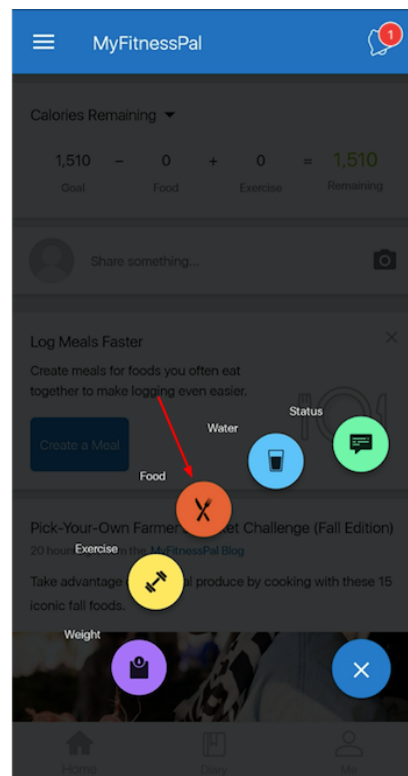 MyFitnessPal
1
Calories Remaining
1,510 – 0 + 0 = 1,510
Goal Food Exercise Remaining
Share something...
Log Meals Faster
Create meals for foods you often eat
together to make logging even easier.
Status
Water
Create a Meal
Food
Pick-Your-Own Farmer et Challenge (Fall Edition)
20 hours m the MyFitnessPal Blog
Exercise
Take advantage al produce by cooking with these 15
iconic fall foods.
Weight
Home Diary Me